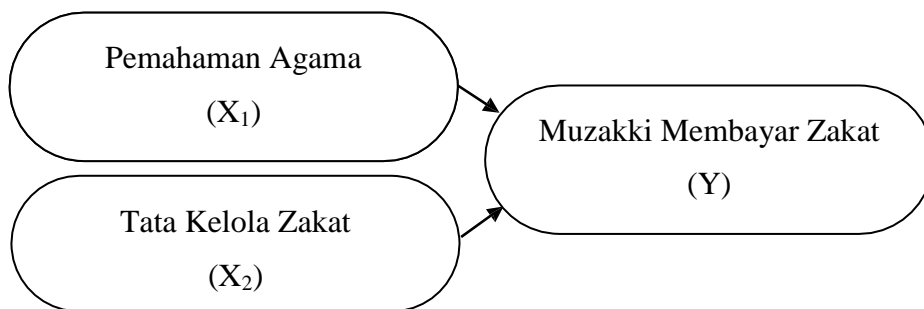 Pemahaman Agama
(X₁)
Tata Kelola Zakat
(X₂)
Muzakki Membayar Zakat
(Y)